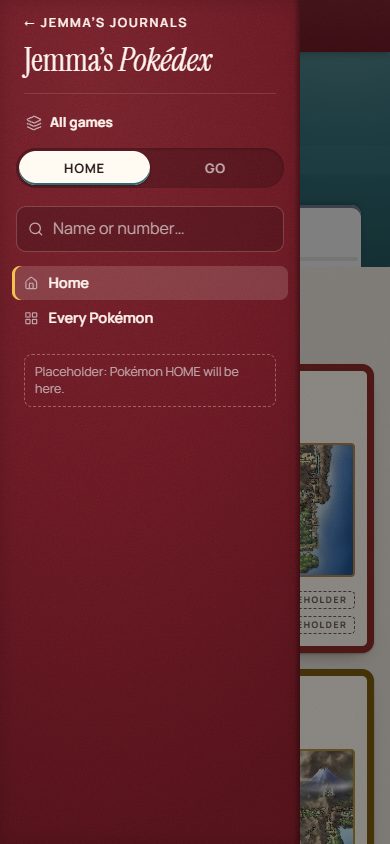 ← JEMMA’S JOURNALS
Jemma’s Pokédex
All games
HOME
GO
Name or number…
Home
Every Pokémon
Placeholder: Pokémon HOME will be
here.